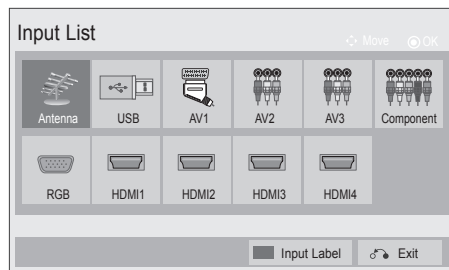 Input List
Move OK
Antenna USB AV1 AV2 AV3 Component
RGB HDMI1 HDMI2 HDMI3 HDMI4
Input Label Exit